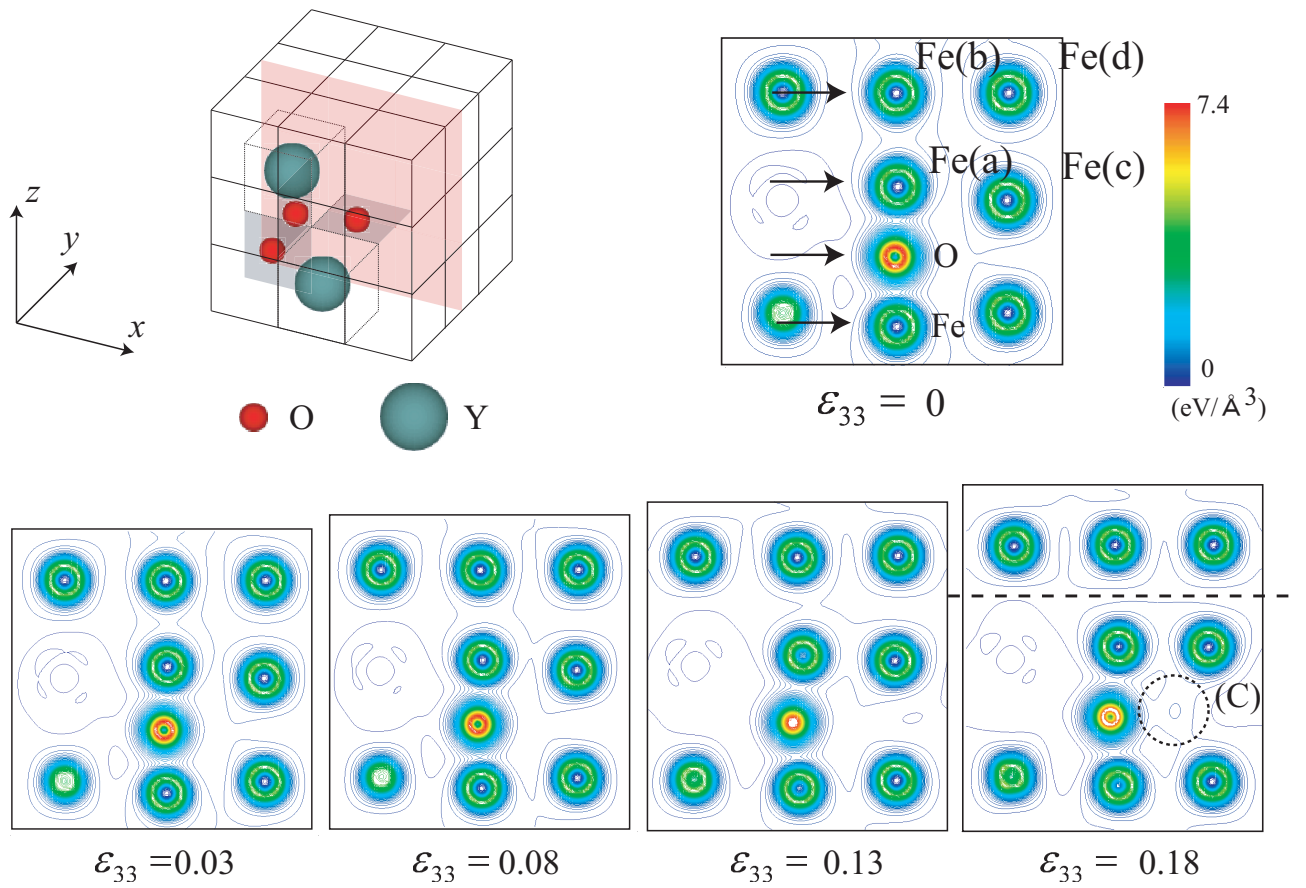 z
y
x
O
Y
Fe(b)
Fe(d)
Fe(a)
Fe(c)
O
Fe
7.4
0
(eV/Å³)
ε₃₃ = 0
(C)
ε₃₃ =0.03
ε₃₃ = 0.08
ε₃₃ = 0.13
ε₃₃ = 0.18